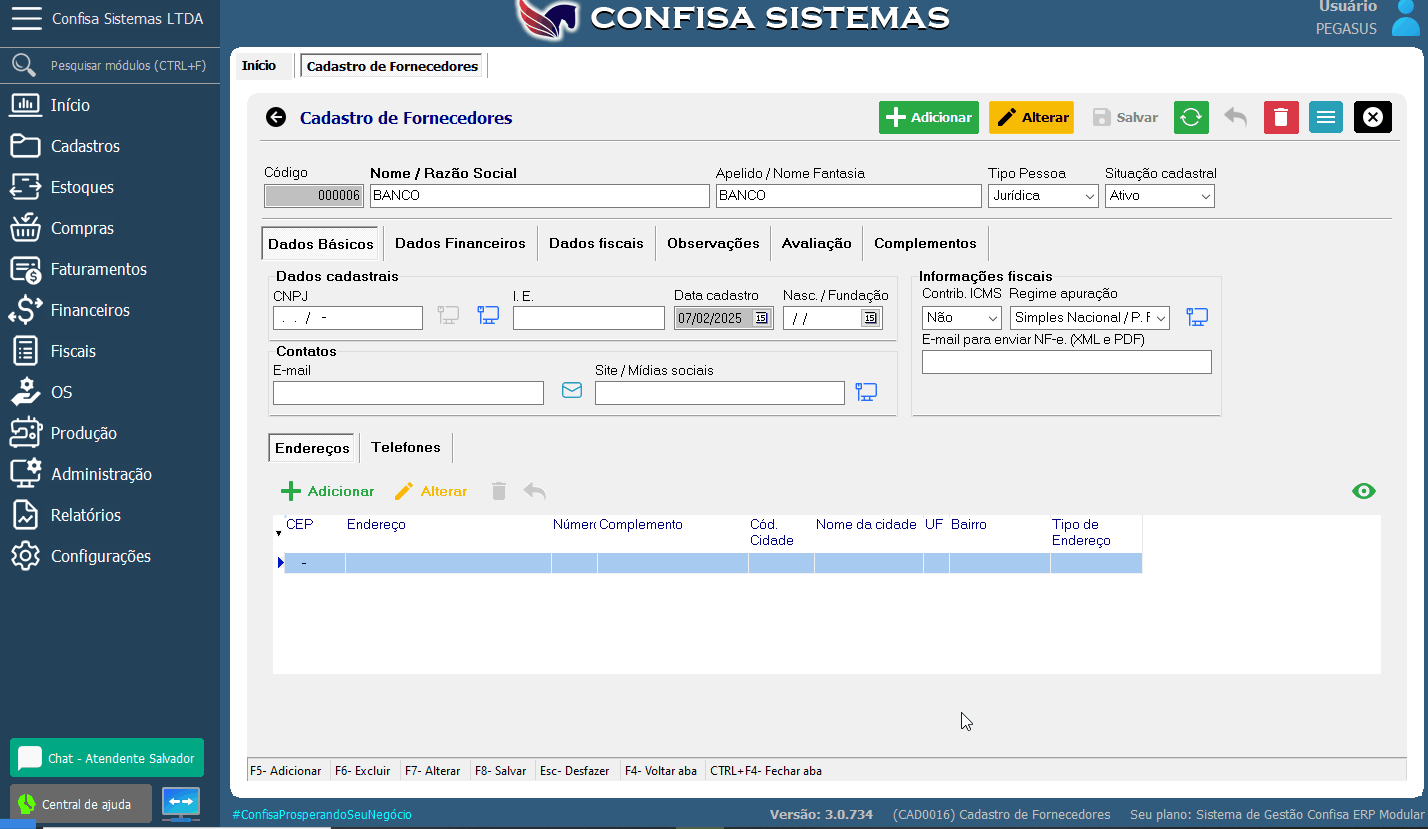 Confisa Sistemas LTDA
CONFISA SISTEMAS
Usuário
PEGASUS
Pesquisar módulos (CTRL+F)
Início
Cadastros
Estoques
Compras
Faturamentos
Financeiros
Fiscais
OS
Produção
Administração
Relatórios
Configurações
Chat - Atendente Salvador
Central de ajuda
Início Cadastro de Fornecedores
Cadastro de Fornecedores Adicionar Alterar Salvar
Código Nome / Razão Social Apelido / Nome Fantasia Tipo Pessoa Situação cadastral
000006 BANCO BANCO Jurídica Ativo
Dados Básicos Dados Financeiros Dados fiscais Observações Avaliação Complementos
Dados cadastrais Informações fiscais
CNPJ I. E. Data cadastro Nasc. / Fundação Contrib. ICMS Regime apuração
. . / - 07/02/2025 15 / / 15 Não Simples Nacional / P. F
E-mail para enviar NF-e. (XML e PDF)
Contatos
E-mail Site / Mídias sociais
Endereços Telefones
Adicionar Alterar
CEP Endereço Número Complemento Cód. Cidade Nome da cidade UF Bairro Tipo de Endereço
-
F5- Adicionar F6- Excluir F7- Alterar F8- Salvar Esc- Desfazer F4- Voltar aba CTRL+F4- Fechar aba
#ConfisaProsperandoSeuNegócio Versão: 3.0.734 (CAD0016) Cadastro de Fornecedores Seu plano: Sistema de Gestão Confisa ERP Modular